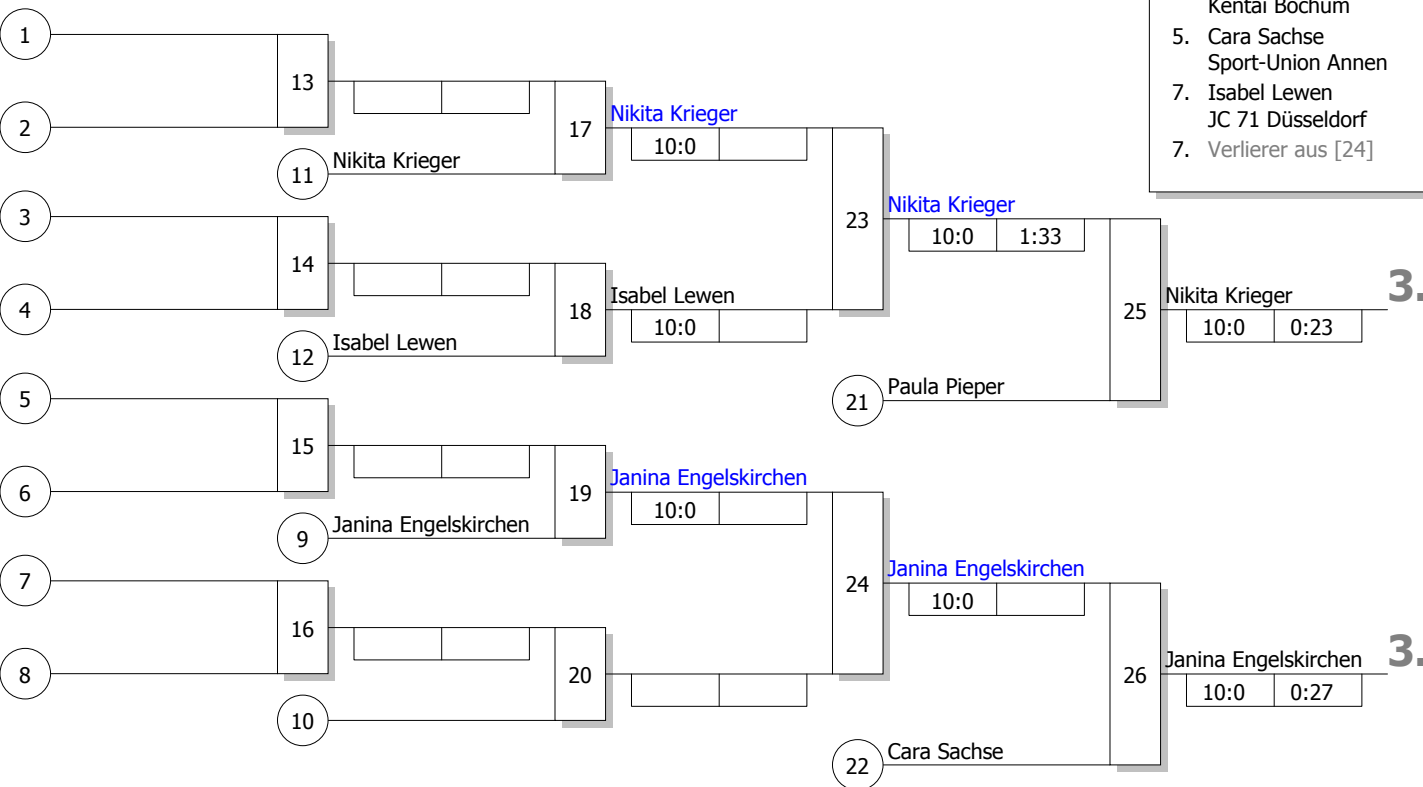 Kentai Bochum
5. Cara Sachse
Sport-Union Annen
7. Isabel Lewen
JC 71 Düsseldorf
7. Verlierer aus [24]
1
13
2
17
Nikita Krieger
10:0
11
Nikita Krieger
3
23
Nikita Krieger
10:0 1:33
14
4
18
Isabel Lewen
10:0
12
Isabel Lewen
25
Nikita Krieger
3.
10:0 0:23
5
21
Paula Pieper
15
6
19
Janina Engelskirchen
10:0
9
Janina Engelskirchen
7
24
Janina Engelskirchen
10:0
16
8
20
10
26
Janina Engelskirchen
3.
10:0 0:27
22
Cara Sachse